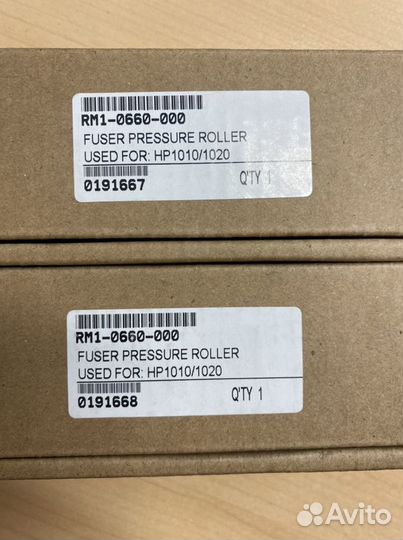 RM1-0660-000
FUSER PRESSURE ROLLER
USED FOR: HP1010/1020
0191667 Q'TY 1
RM1-0660-000
FUSER PRESSURE ROLLER
USED FOR: HP1010/1020
Q'TY 1
0191668
Avito